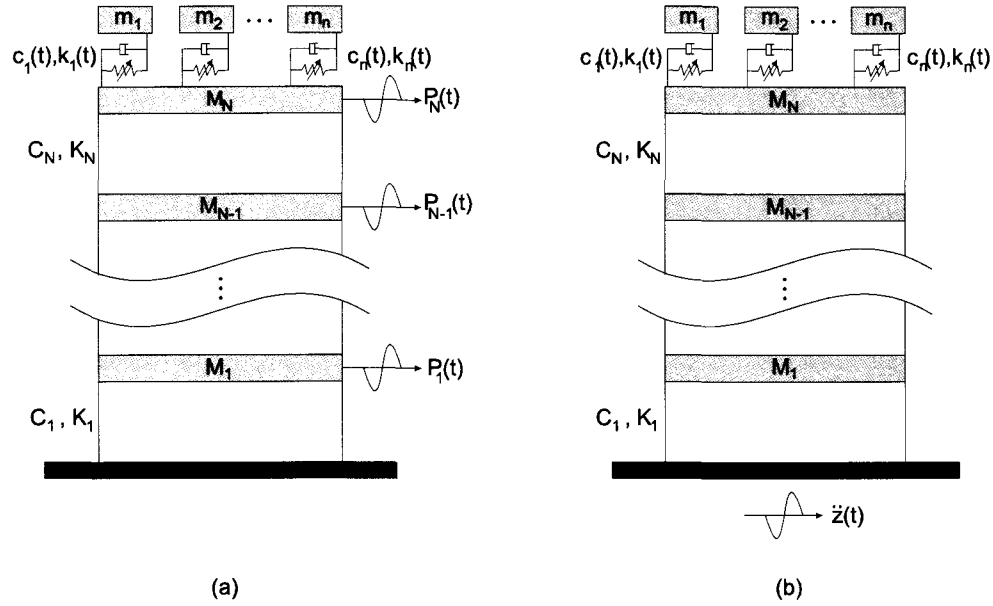 m1 m2 ... mn
c1(t),k1(t) cn(t),kn(t)
MN PN(t)
CN , KN
MN-1 PN-1(t)
⋮
M1 P1(t)
C1 , K1
(a)
m1 m2 ... mn
c1(t),k1(t) cn(t),kn(t)
MN
CN , KN
MN-1
⋮
M1
C1 , K1
z̈(t)
(b)